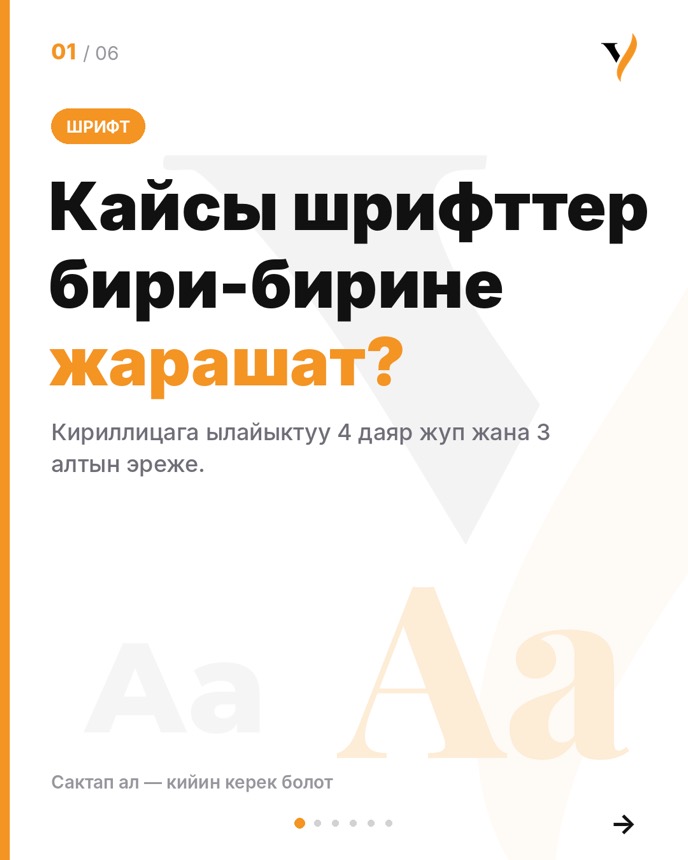 01 / 06
ШРИФТ
Кайсы шрифттер
бири-бирине
жарашат?
Кириллицага ылайыктуу 4 даяр жуп жана 3
алтын эреже.
Aa Aa
Сактап ал — кийин керек болот